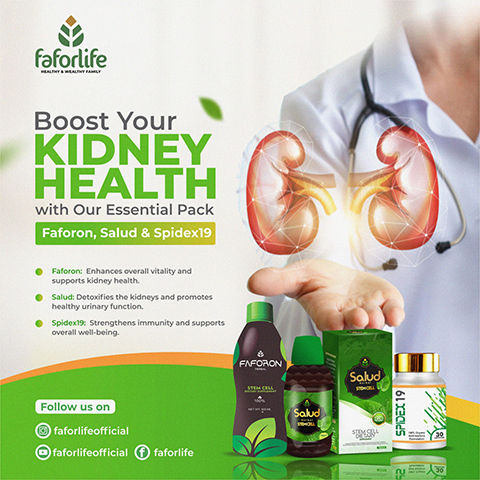 faforlife
HEALTHY & WEALTHY FAMILY
Boost Your
KIDNEY
HEALTH
with Our Essential Pack
Faforon, Salud & Spidex19
Faforon: Enhances overall vitality and
supports kidney health.
Salud: Detoxifies the kidneys and promotes
healthy urinary function.
Spidex19: Strengthens immunity and supports
overall well-being.
Follow us on
faforlifeofficial
faforlifeofficial
faforlife
FAFORON
STEM CELL
Salud
STEM CELL
Salud
STEM CELL
DIETARY
SPIDEX 19
30